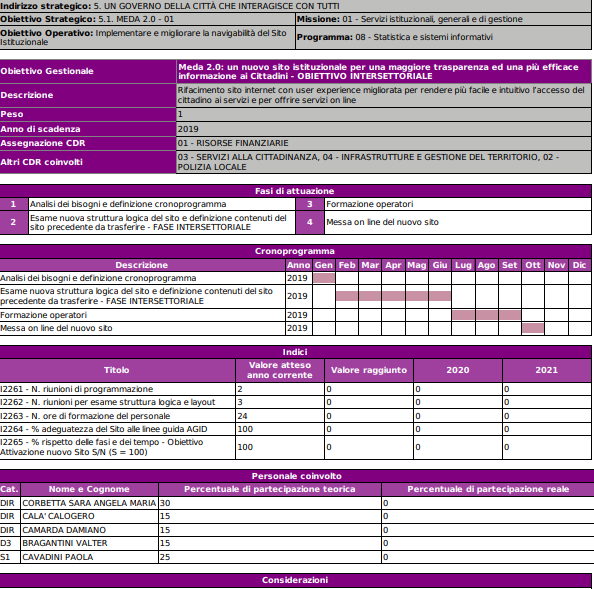 Indirizzo strategico: 5. UN GOVERNO DELLA CITTÀ CHE INTERAGISCE CON TUTTI
Obiettivo Strategico: 5.1. MEDA 2.0 - 01
Missione: 01 - Servizi istituzionali, generali e di gestione
Obiettivo Operativo: Implementare e migliorare la navigabilità del Sito
Istituzionale
Programma: 08 - Statistica e sistemi informativi
Obiettivo Gestionale
Meda 2.0: un nuovo sito istituzionale per una maggiore trasparenza ed una più efficace
informazione ai Cittadini - OBIETTIVO INTERSETTORIALE
Descrizione
Rifacimento sito internet con user experience migliorata per rendere più facile e intuitivo l'accesso del
cittadino ai servizi e per offrire servizi on line
Peso 1
Anno di scadenza 2019
Assegnazione CDR 01 - RISORSE FINANZIARIE
Altri CDR coinvolti
03 - SERVIZI ALLA CITTADINANZA, 04 - INFRASTRUTTURE E GESTIONE DEL TERRITORIO, 02 -
POLIZIA LOCALE
Fasi di attuazione
1 Analisi dei bisogni e definizione cronoprogramma 3 Formazione operatori
2 Esame nuova struttura logica del sito e definizione contenuti del
sito precedente da trasferire - FASE INTERSETTORIALE
4 Messa on line del nuovo sito
Cronoprogramma
Descrizione Anno Gen Feb Mar Apr Mag Giu Lug Ago Set Ott Nov Dic
Analisi dei bisogni e definizione cronoprogramma 2019
Esame nuova struttura logica del sito e definizione contenuti del sito
precedente da trasferire - FASE INTERSETTORIALE
2019
Formazione operatori 2019
Messa on line del nuovo sito 2019
Indici
Titolo Valore atteso
anno corrente Valore raggiunto 2020 2021
I2261 - N. riunioni di programmazione 2 0 0 0
I2262 - N. riunioni per esame struttura logica e layout 3 0 0 0
I2263 - N. ore di formazione del personale 24 0 0 0
I2264 - % adeguatezza del Sito alle linee guida AGID 100 0 0 0
I2265 - % rispetto delle fasi e dei tempo - Obiettivo
Attivazione nuovo Sito S/N (S = 100)
100 0 0 0
Personale coinvolto
Cat. Nome e Cognome Percentuale di partecipazione teorica Percentuale di partecipazione reale
DIR CORBETTA SARA ANGELA MARIA 30 0
DIR CALA' CALOGERO 15 0
DIR CAMARDA DAMIANO 15 0
D3 BRAGANTINI VALTER 15 0
S1 CAVADINI PAOLA 25 0
Considerazioni